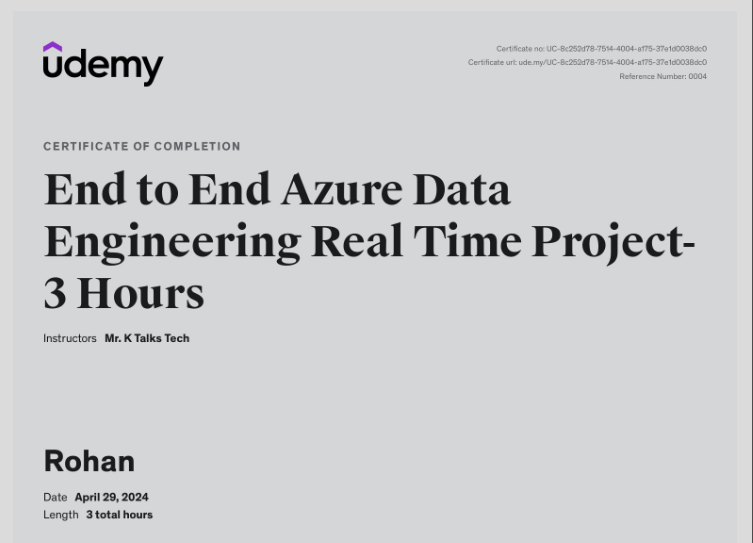 udemy
Certificate no: UC-8c252d78-7514-4004-a175-37e1d0038dc0
Certificate url: ude.my/UC-8c252d78-7514-4004-a175-37e1d0038dc0
Reference Number: 0004
CERTIFICATE OF COMPLETION
End to End Azure Data
Engineering Real Time Project-
3 Hours
Instructors Mr. K Talks Tech
Rohan
Date April 29, 2024
Length 3 total hours